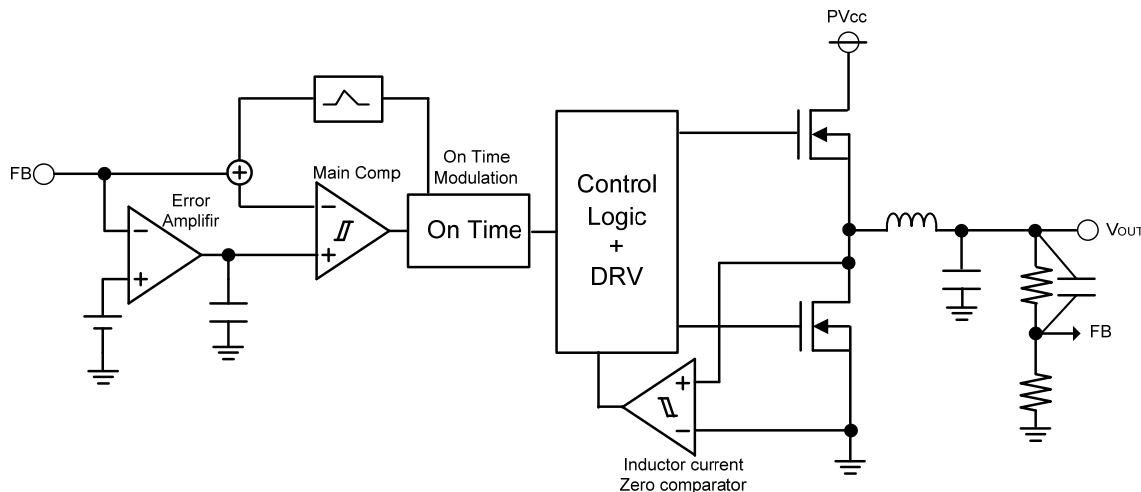 PVcc
FB
Error
Amplifir
Main Comp
On Time
Modulation
On Time
Control
Logic
+
DRV
VOUT
FB
Inductor current
Zero comparator